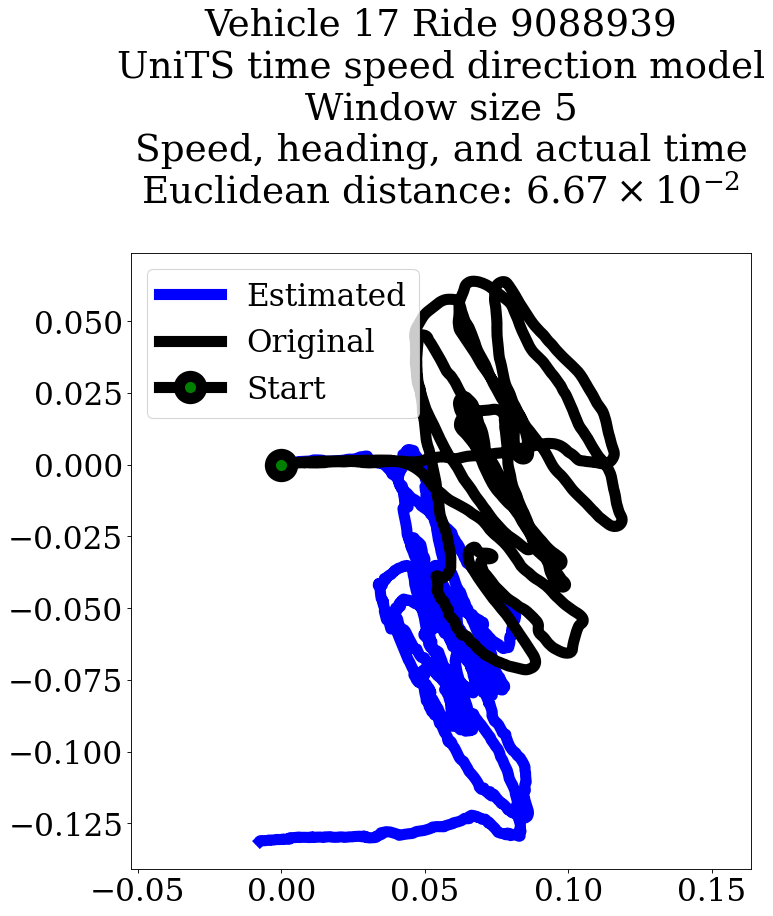 Vehicle 17 Ride 9088939
UniTS time speed direction model
Window size 5
Speed, heading, and actual time
Euclidean distance: 6.67 × 10⁻²
Estimated
Original
Start
0.050
0.025
0.000
−0.025
−0.050
−0.075
−0.100
−0.125
−0.05 0.00 0.05 0.10 0.15